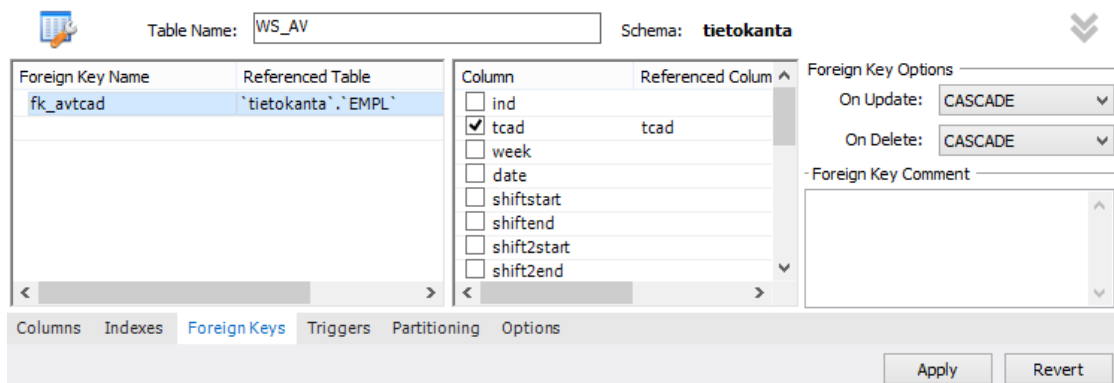 Table Name: WS_AV Schema: tietokanta
Foreign Key Name Referenced Table
fk_avtcad `tietokanta`.`EMPL`
Column Referenced Colum
ind
tcad tcad
week
date
shiftstart
shiftend
shift2start
shift2end
Foreign Key Options
On Update: CASCADE
On Delete: CASCADE
Foreign Key Comment
Columns Indexes Foreign Keys Triggers Partitioning Options
Apply Revert